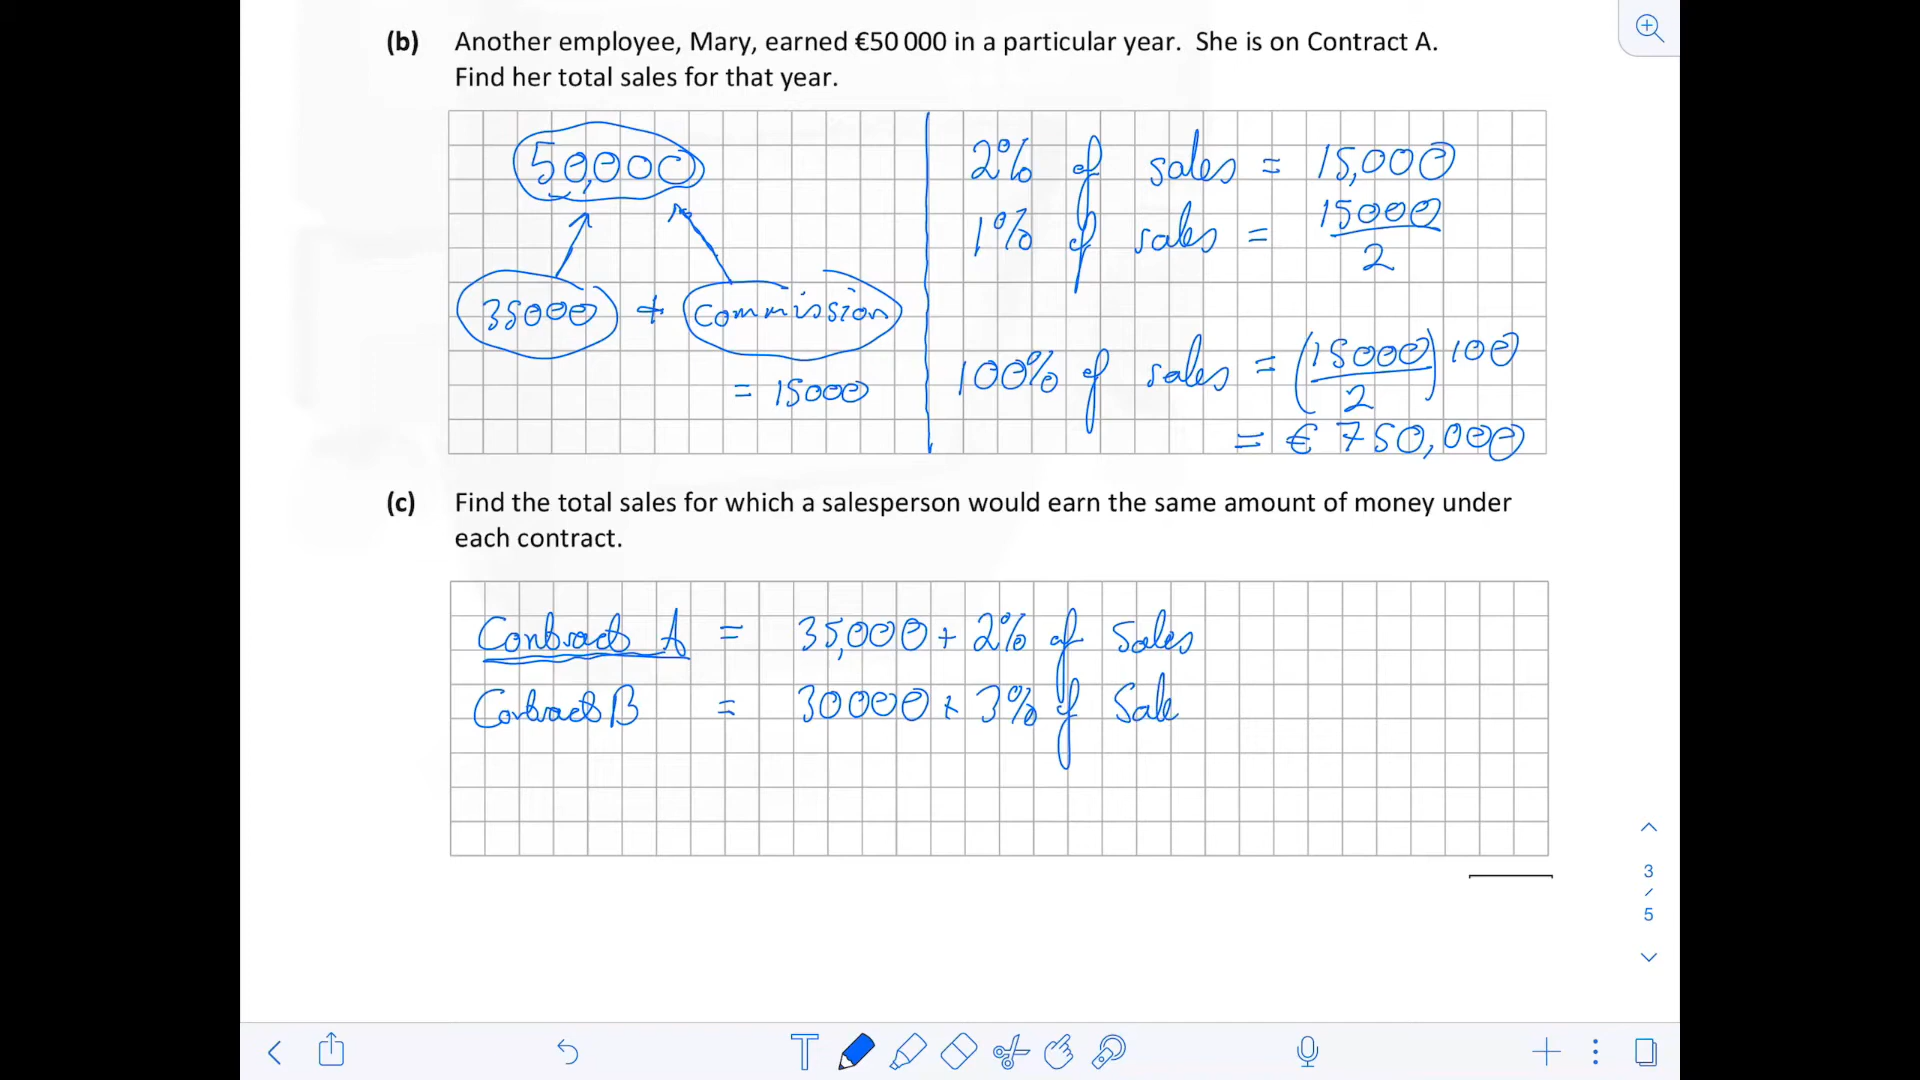 (b) Another employee, Mary, earned €50 000 in a particular year. She is on Contract A.
Find her total sales for that year.
50,000
35000 + Commission
= 15000
2% of sales = 15,000
1% of sales = 15000/2
100% of sales = (15000/2) 100
= € 750,000
(c) Find the total sales for which a salesperson would earn the same amount of money under
each contract.
Contract A = 35,000 + 2% of Sales
Contract B = 30000 + 3% of Sale
3
/
5
T